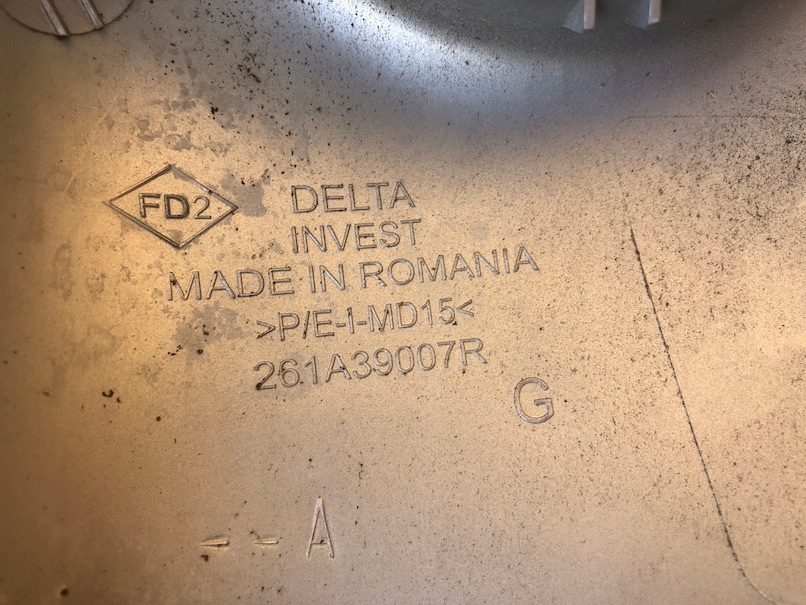 FD2
DELTA
INVEST
MADE IN ROMANIA
>P/E-I-MD15<
261A39007R
G
-- A